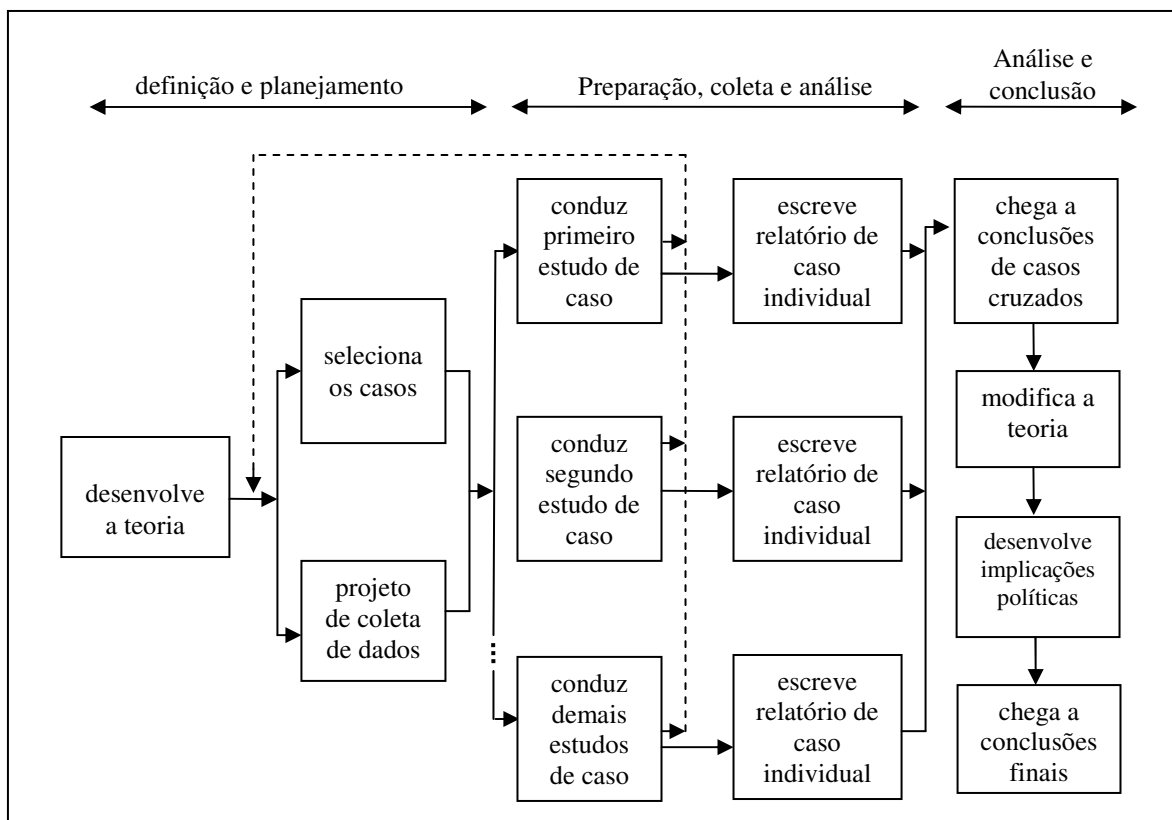 definição e planejamento
Preparação, coleta e análise
Análise e
conclusão
desenvolve
a teoria
seleciona
os casos
projeto
de coleta
de dados
conduz
primeiro
estudo de
caso
escreve
relatório de
caso
individual
conduz
segundo
estudo de
caso
escreve
relatório de
caso
individual
conduz
demais
estudos
de caso
escreve
relatório de
caso
individual
chega a
conclusões
de casos
cruzados
modifica a
teoria
desenvolve
implicações
políticas
chega a
conclusões
finais